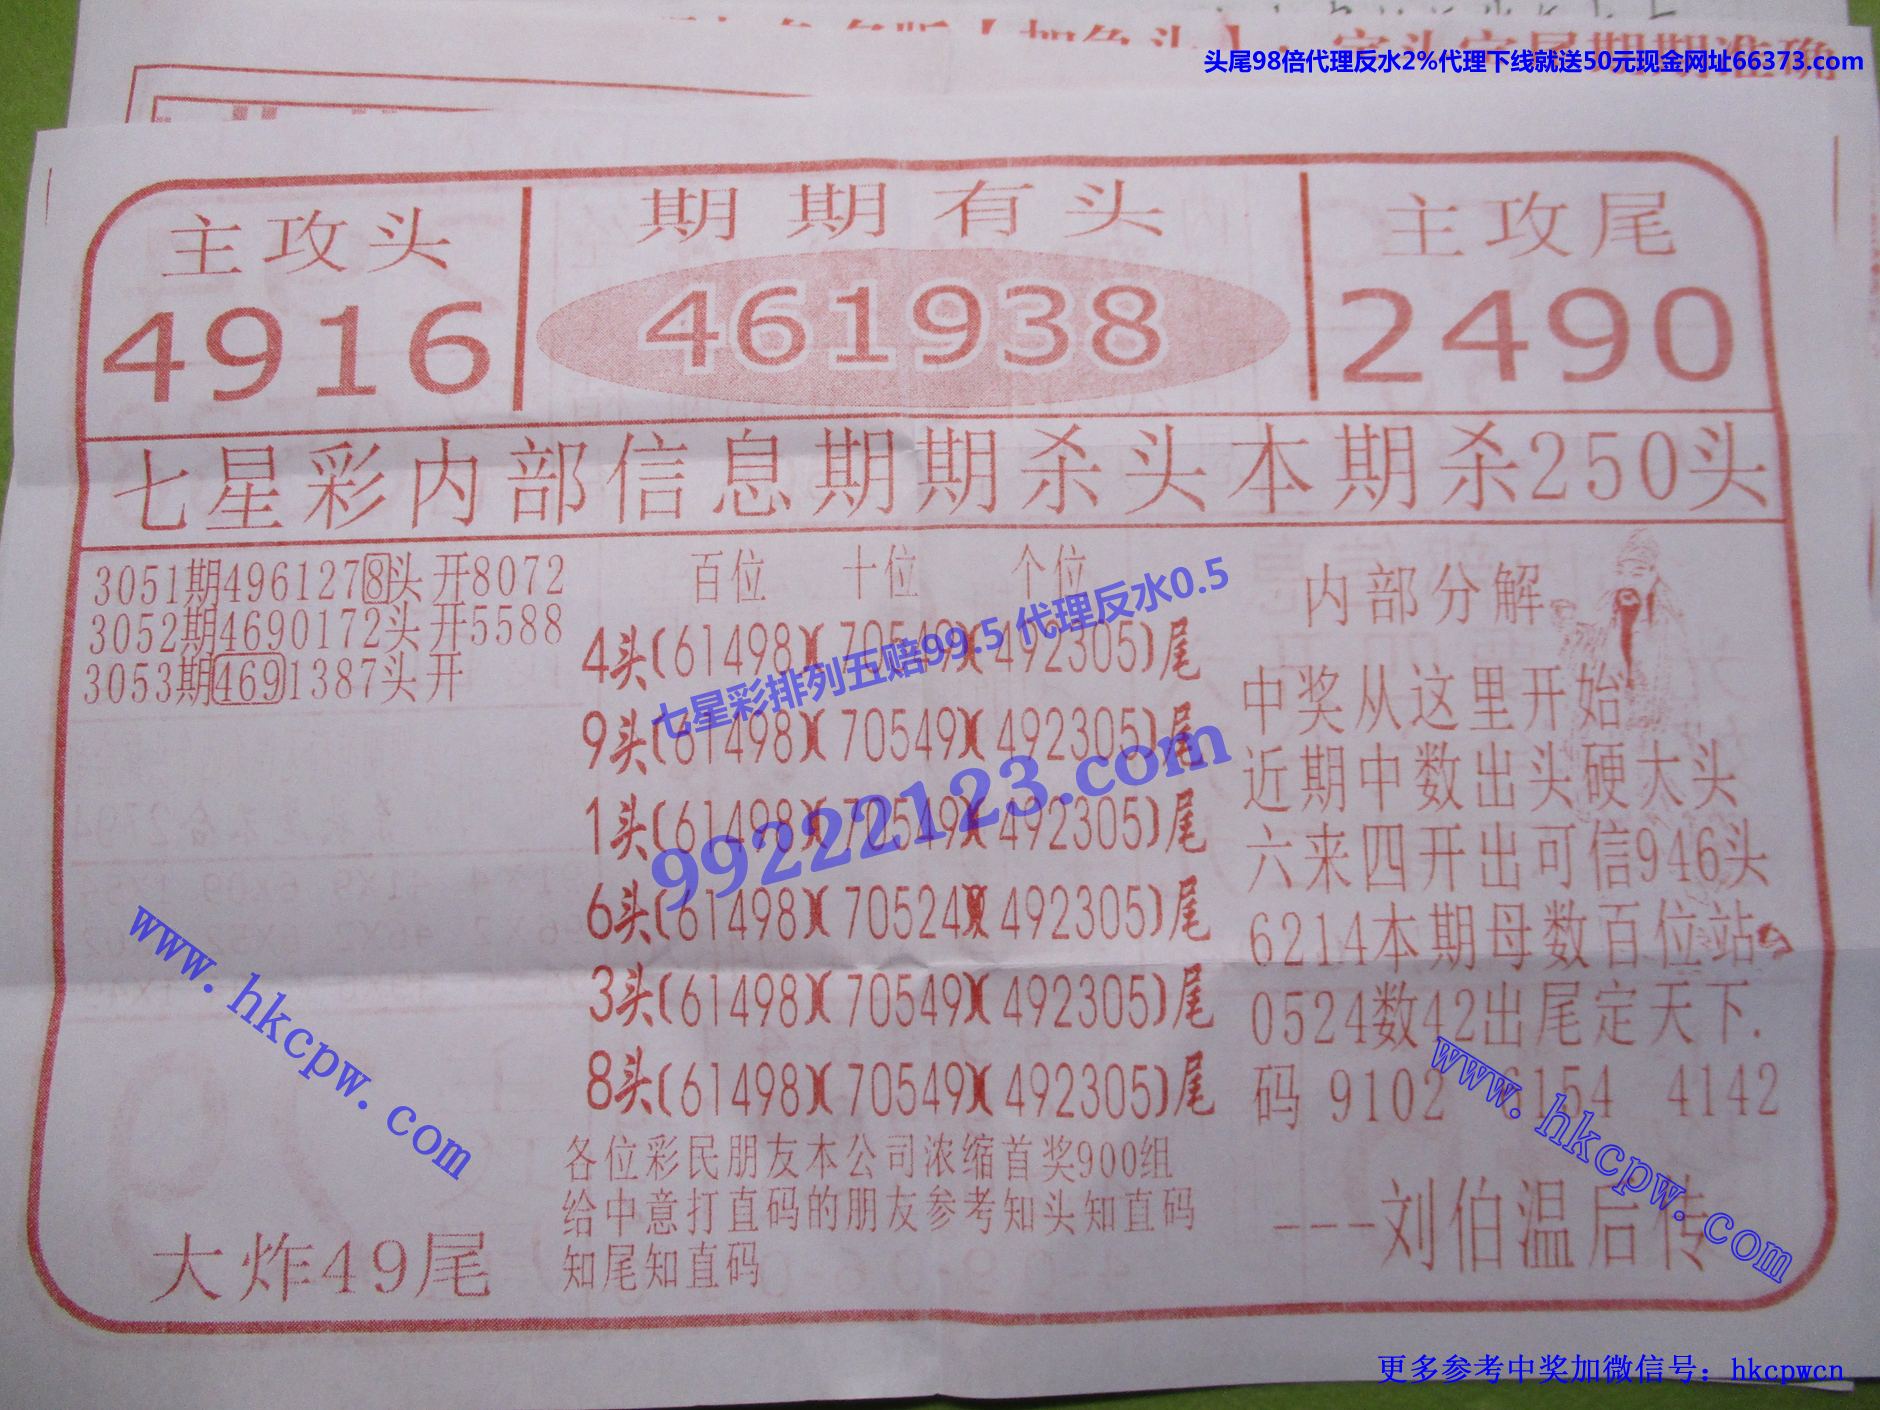 头尾98倍代理反水2%代理下线就送50元现金网址66373.com
主攻头
4916
期期有头
461938
主攻尾
2490
七星彩内部信息期期杀头本期杀250头
3051期4961278头开8072
3052期4690172头开5588
3053期4691387头开
大炸49尾
百位 十位 个位
4头(61498)(70549)(492305)尾
9头(61498)(70549)(492305)尾
1头(61498)(70549)(492305)尾
6头(61498)(70524)(492305)尾
3头(61498)(70549)(492305)尾
8头(61498)(70549)(492305)尾
各位彩民朋友本公司浓缩首奖900组
给中意打直码的朋友参考知头知直码
知尾知直码
内部分解
中奖从这里开始
近期中数出头硬大头
六来四开出可信946头
6214本期母数百位站
0524数42出尾定天下.
码 9102 6154 4142
---刘伯温后传
七星彩排列五赔99.5 代理反水0.5
99222123.com
www.hkcpw.com
www.hkcpw.com
更多参考中奖加微信号：hkcpwcn